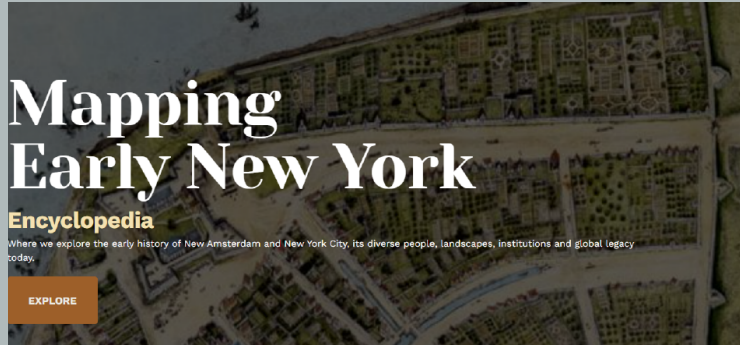 Mapping
Early New York
Encyclopedia
Where we explore the early history of New Amsterdam and New York City, its diverse people, landscapes, institutions and global legacy
today.
EXPLORE